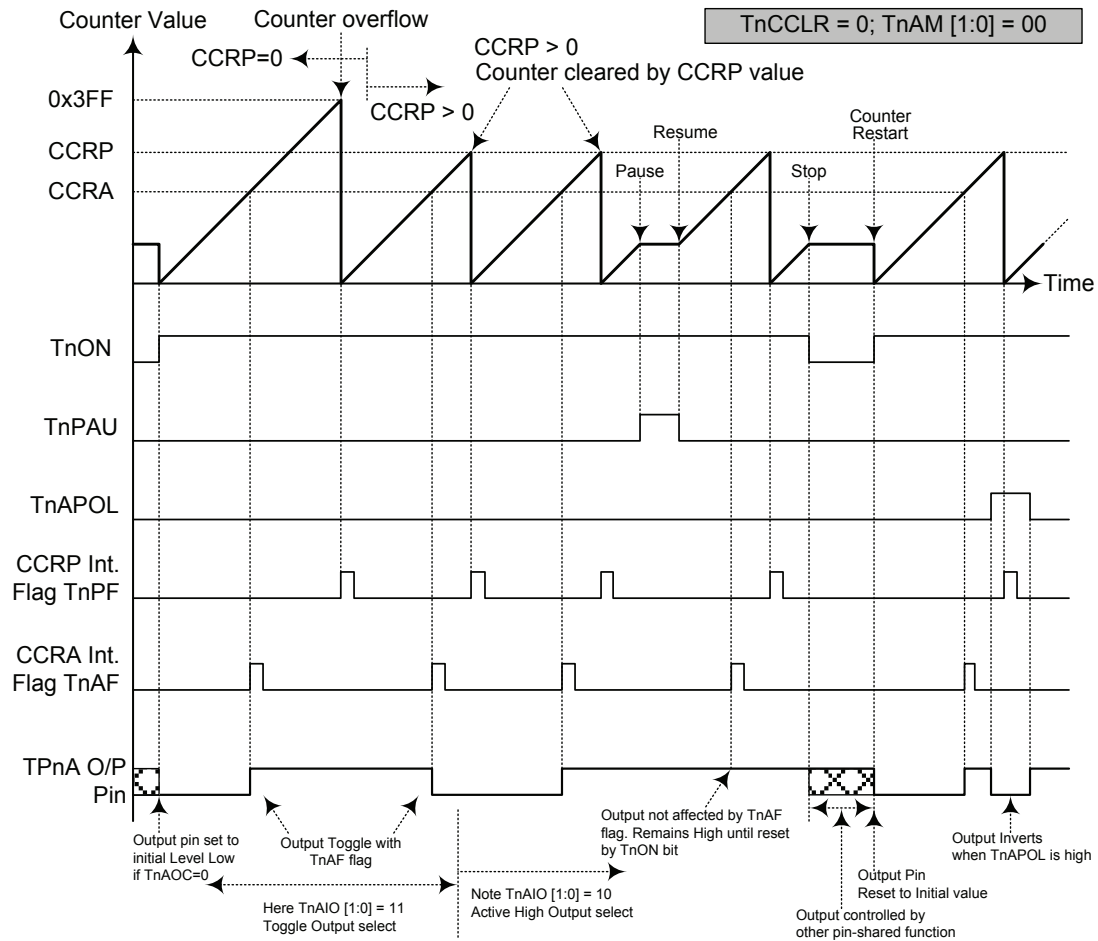 Counter Value
Counter overflow
TnCCLR = 0; TnAM [1:0] = 00
CCRP=0
CCRP > 0
CCRP > 0
Counter cleared by CCRP value
0x3FF
CCRP
CCRA
Pause
Resume
Stop
Counter
Restart
Time
TnON
TnPAU
TnAPOL
CCRP Int.
Flag TnPF
CCRA Int.
Flag TnAF
TPnA O/P
Pin
Output pin set to
initial Level Low
if TnAOC=0
Output Toggle with
TnAF flag
Here TnAIO [1:0] = 11
Toggle Output select
Note TnAIO [1:0] = 10
Active High Output select
Output not affected by TnAF
flag. Remains High until reset
by TnON bit
Output controlled by
other pin-shared function
Output Pin
Reset to Initial value
Output Inverts
when TnAPOL is high